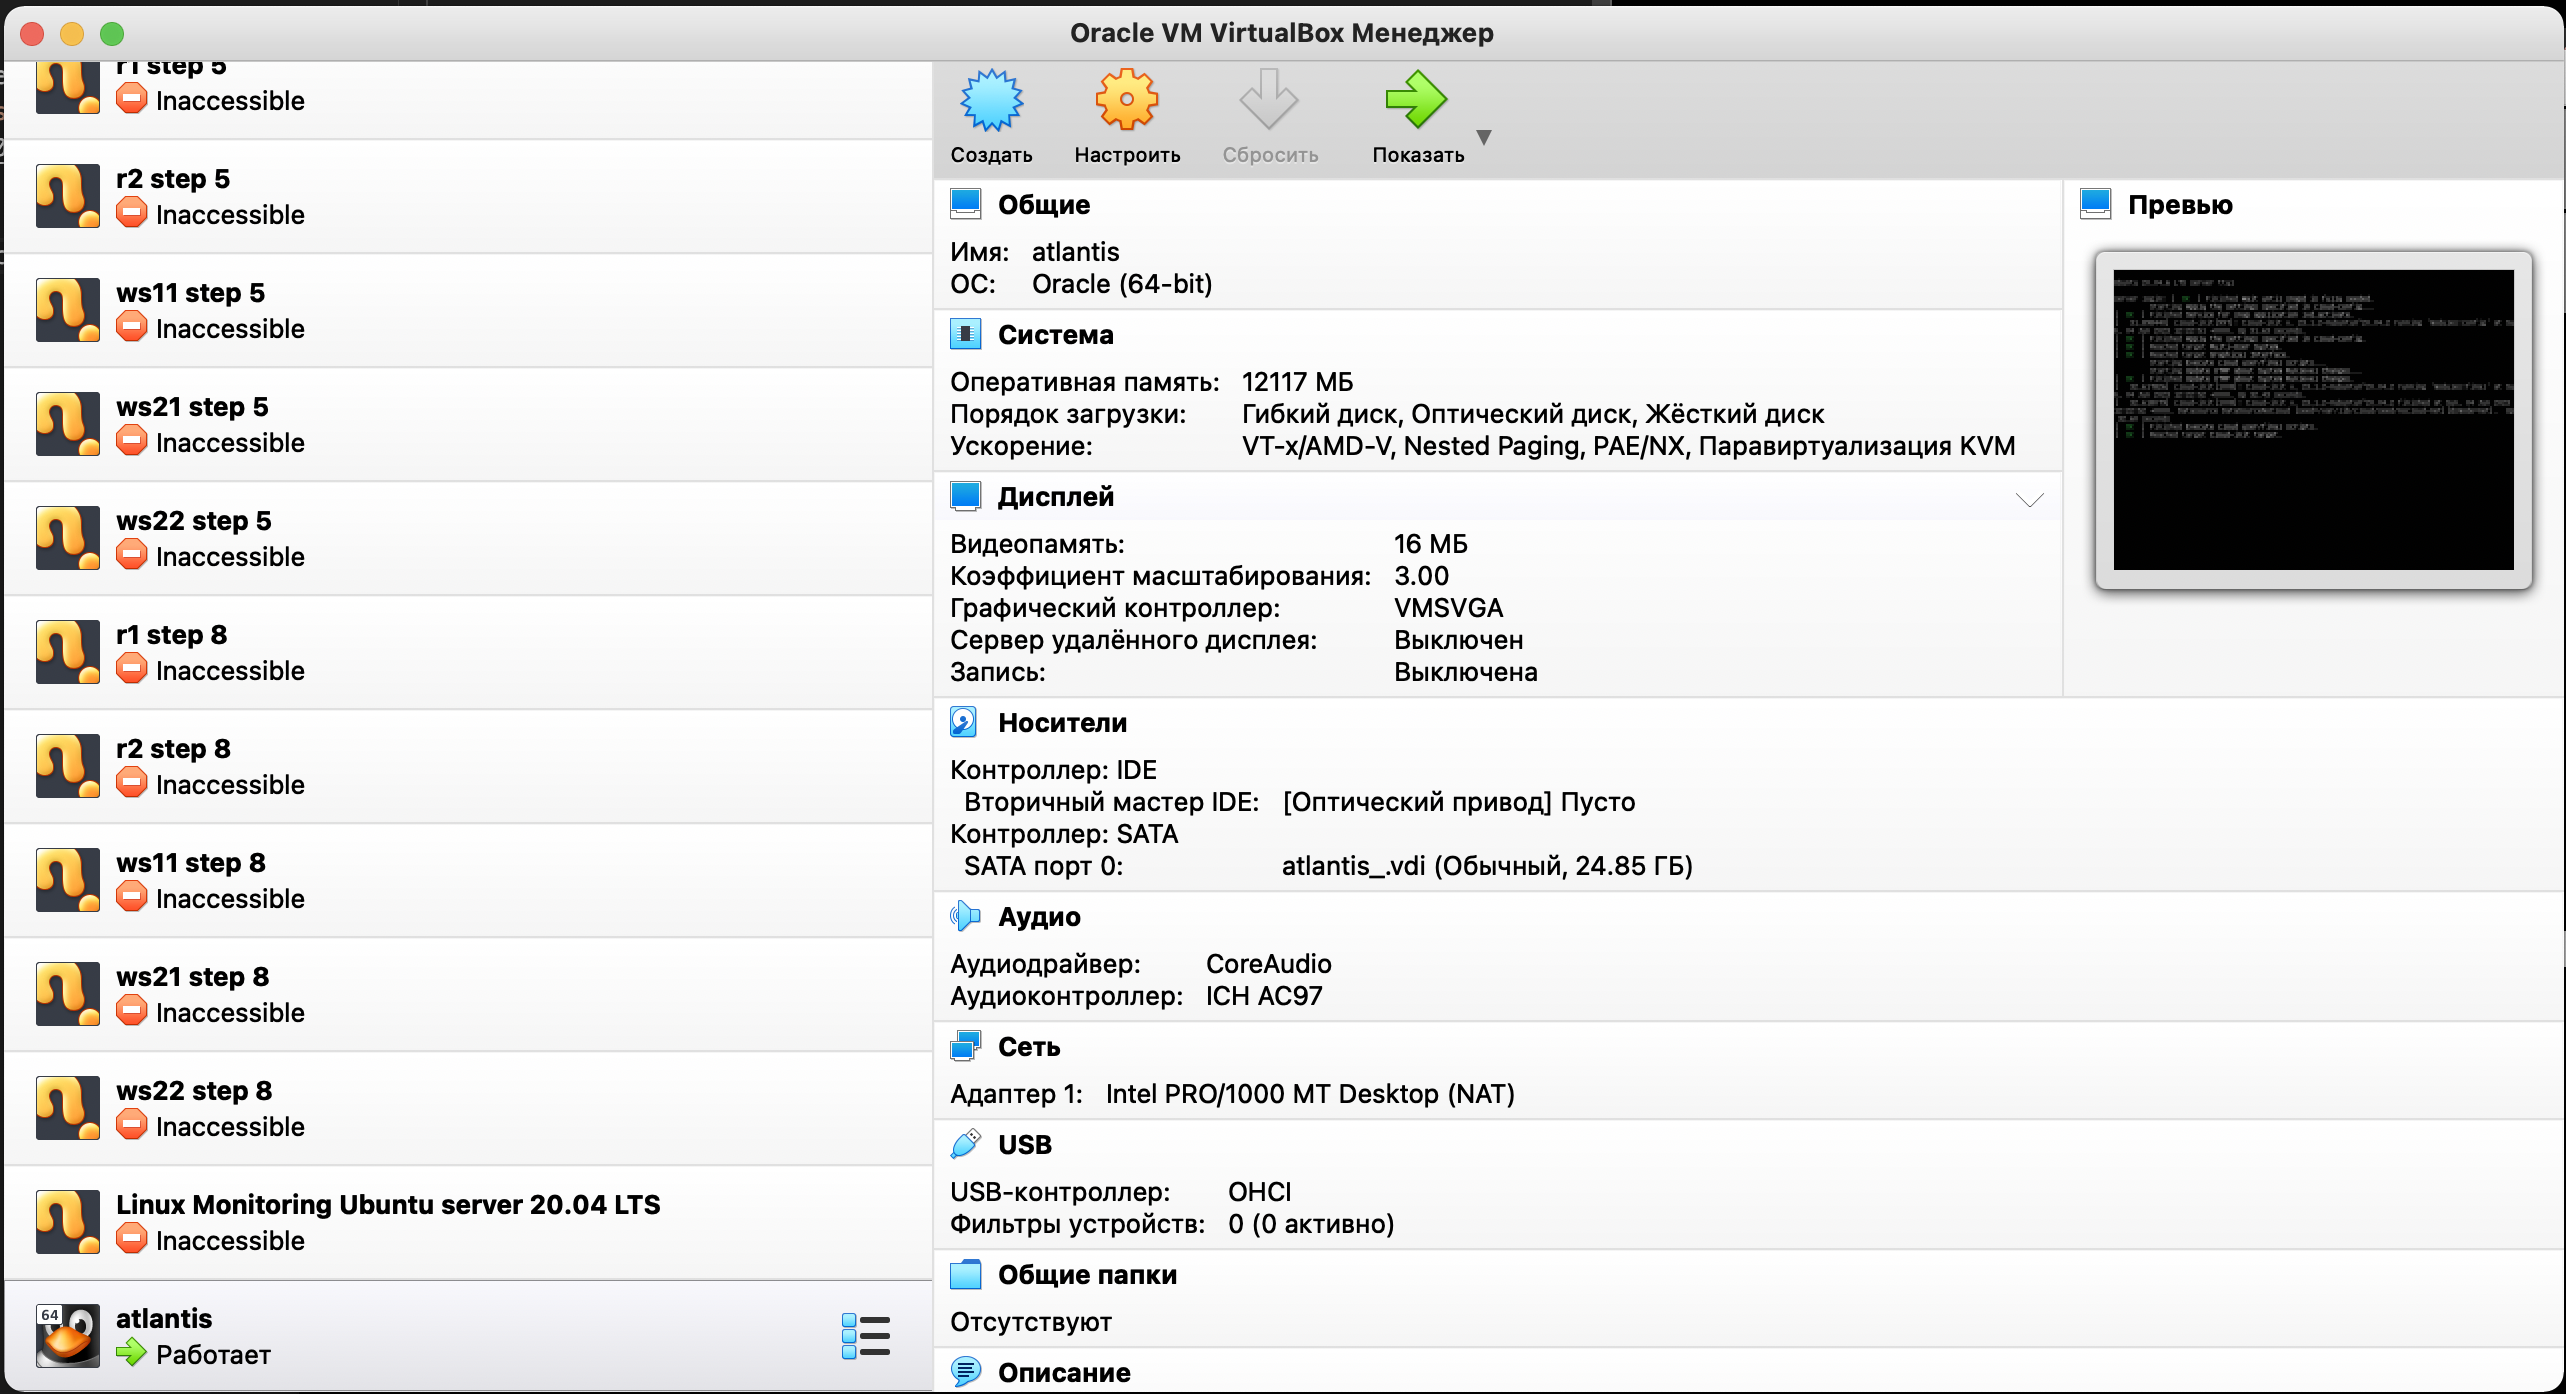 Oracle VM VirtualBox Менеджер
r1 step 5
Inaccessible
r2 step 5
Inaccessible
ws11 step 5
Inaccessible
ws21 step 5
Inaccessible
ws22 step 5
Inaccessible
r1 step 8
Inaccessible
r2 step 8
Inaccessible
ws11 step 8
Inaccessible
ws21 step 8
Inaccessible
ws22 step 8
Inaccessible
Linux Monitoring Ubuntu server 20.04 LTS
Inaccessible
64
atlantis
Работает
Создать Настроить Сбросить Показать
Общие
Имя: atlantis
ОС: Oracle (64-bit)
Система
Оперативная память: 12117 МБ
Порядок загрузки: Гибкий диск, Оптический диск, Жёсткий диск
Ускорение: VT-x/AMD-V, Nested Paging, PAE/NX, Паравиртуализация KVM
Дисплей
Видеопамять: 16 МБ
Коэффициент масштабирования: 3.00
Графический контроллер: VMSVGA
Сервер удалённого дисплея: Выключен
Запись: Выключена
Носители
Контроллер: IDE
Вторичный мастер IDE: [Оптический привод] Пусто
Контроллер: SATA
SATA порт 0: atlantis_.vdi (Обычный, 24.85 ГБ)
Аудио
Аудиодрайвер: CoreAudio
Аудиоконтроллер: ICH AC97
Сеть
Адаптер 1: Intel PRO/1000 MT Desktop (NAT)
USB
USB-контроллер: OHCI
Фильтры устройств: 0 (0 активно)
Общие папки
Отсутствуют
Описание
Превью